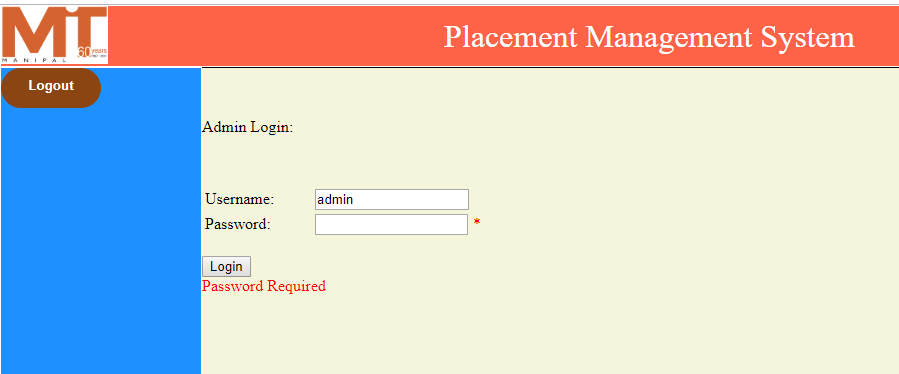 MIT
60 years
MANIPAL
Placement Management System
Logout
Admin Login:
Username: admin
Password: *
Login
Password Required